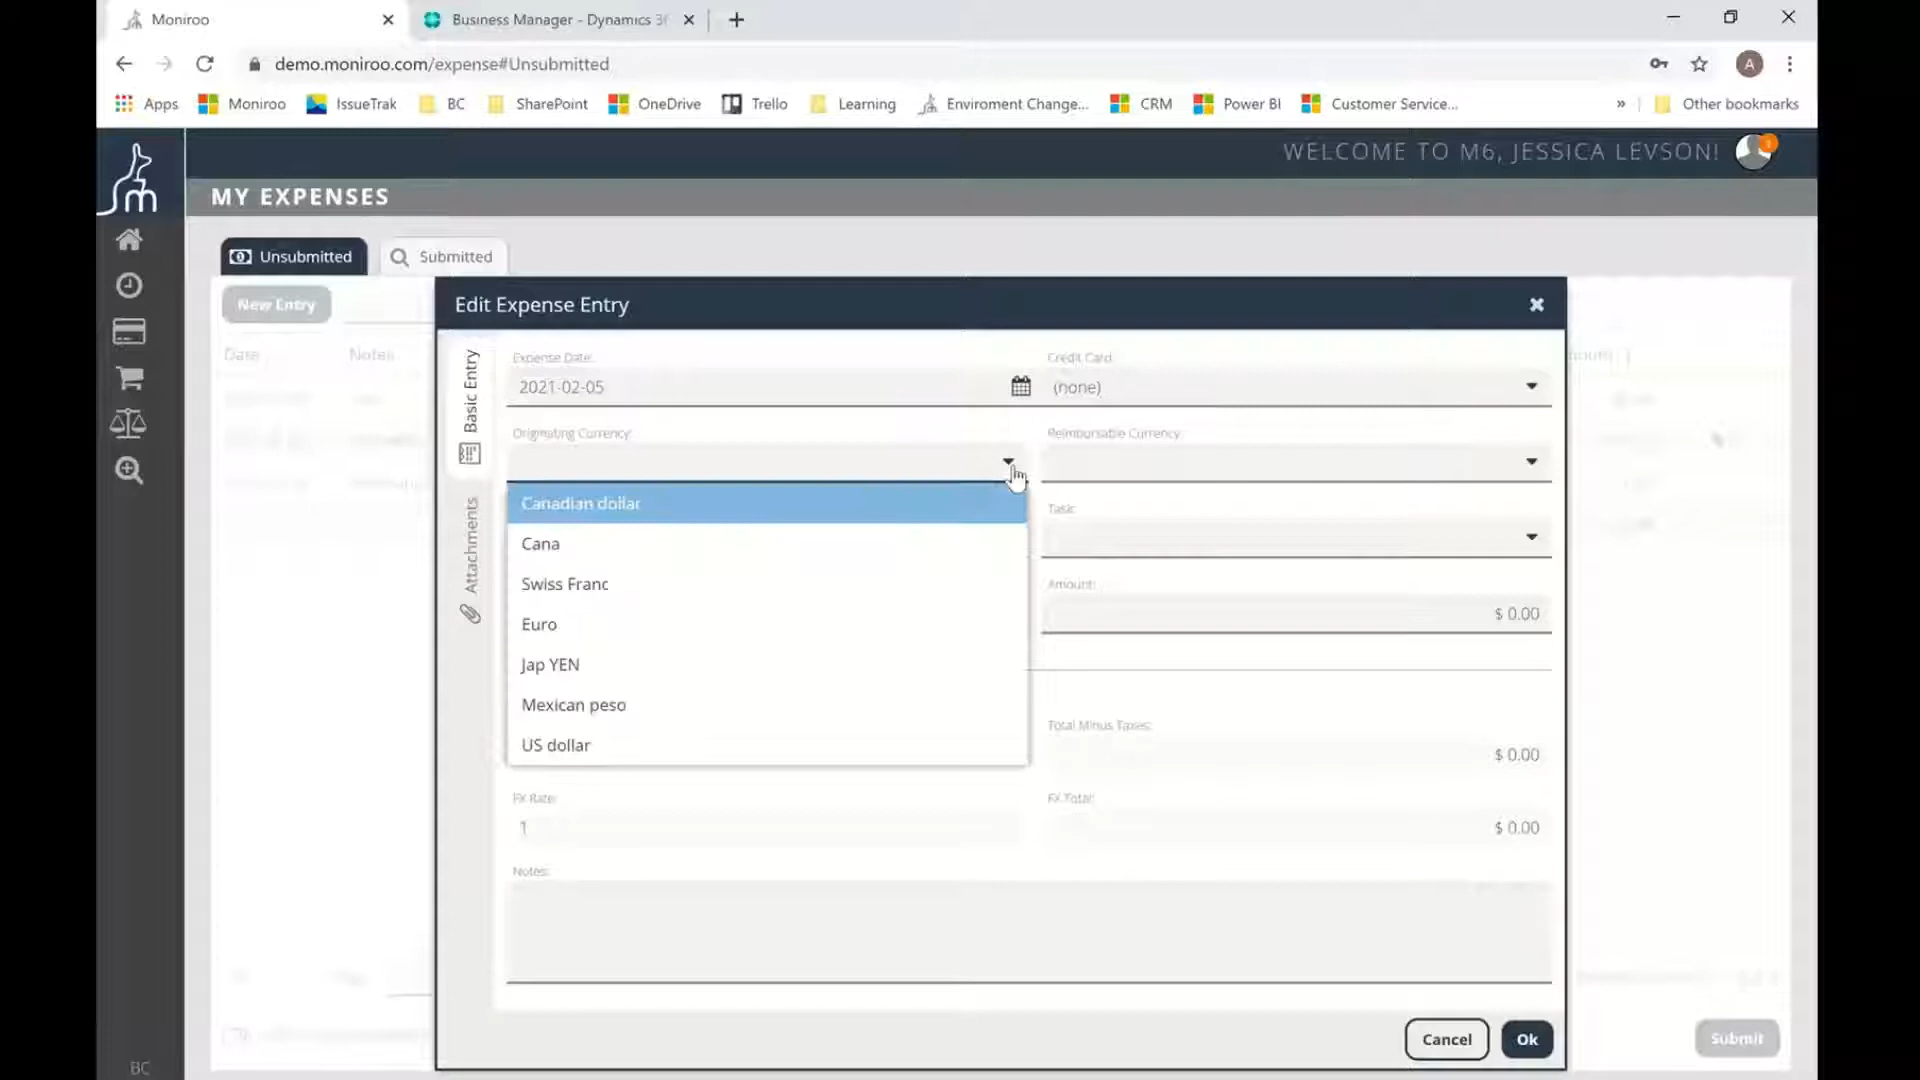 Moniroo
Business Manager - Dynamics 3
demo.moniroo.com/expense#Unsubmitted
A
Apps Moniroo IssueTrak BC SharePoint OneDrive Trello Learning Enviroment Change... CRM Power BI Customer Service... » Other bookmarks
m
WELCOME TO M6, JESSICA LEVSON!
MY EXPENSES
Unsubmitted Submitted
New Entry
Date Notes
Edit Expense Entry
Basic Entry
Attachments
Expense Date: Credit Card:
2021-02-05 (none)
Originating Currency: Reimbursable Currency:
Canadian dollar
Task:
Cana
Swiss Franc
Amount:
Euro $ 0.00
Jap YEN
Mexican peso
Total Minus Taxes:
US dollar $ 0.00
FX Rate: FX Total:
1 $ 0.00
Notes:
Cancel Ok
Submit
BC